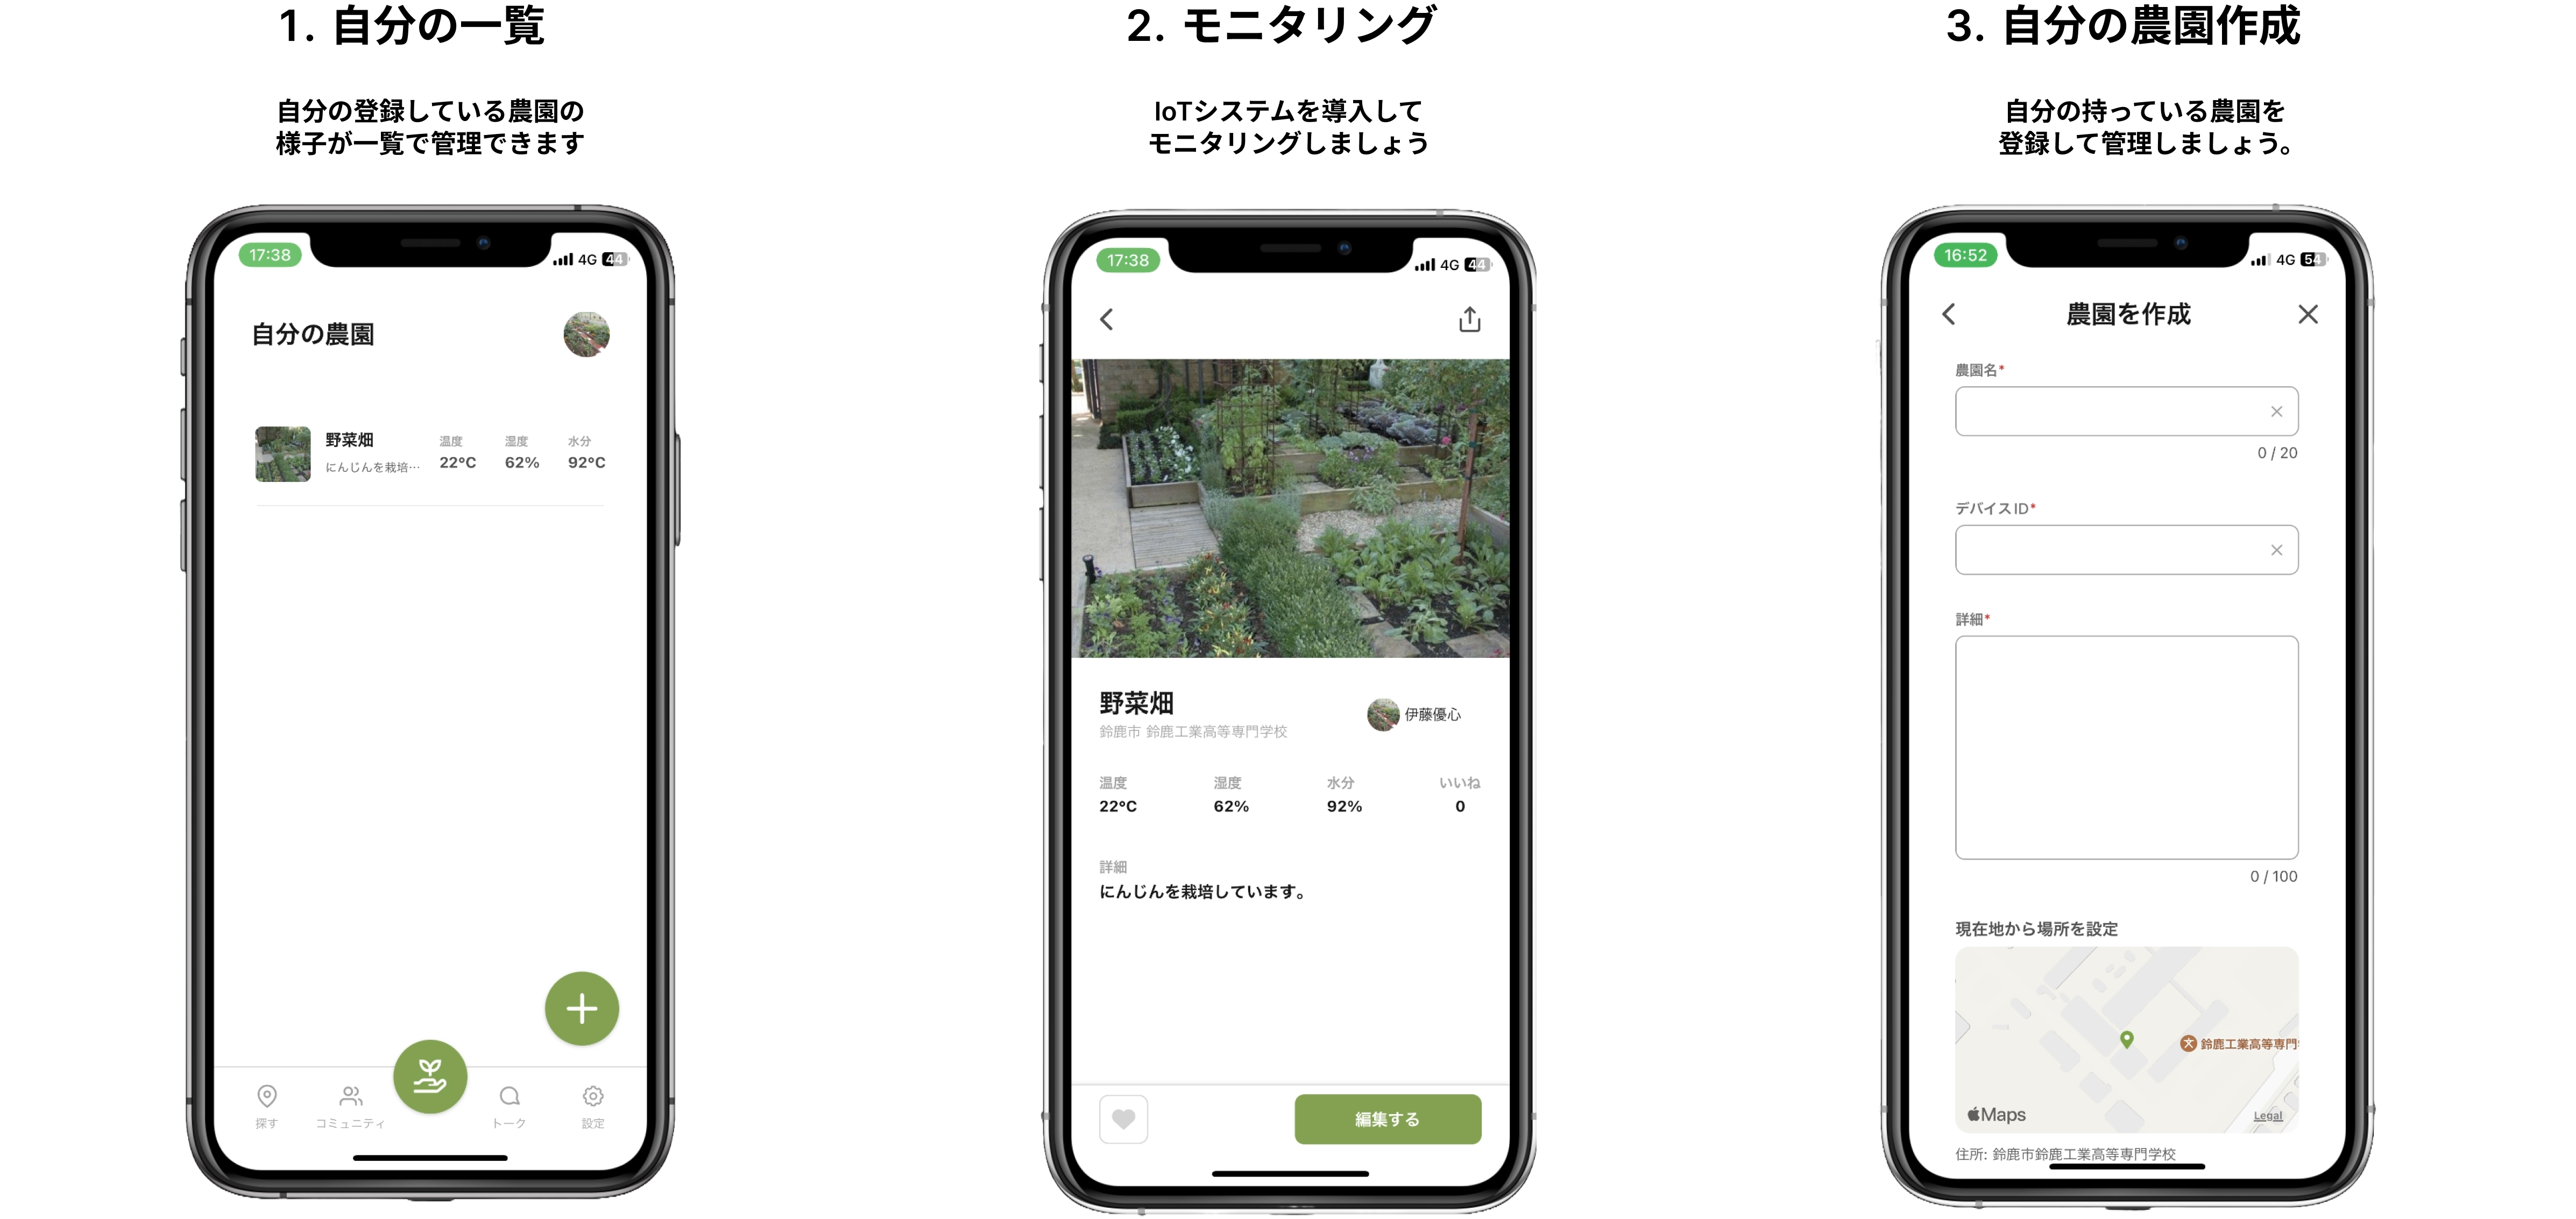 1. 自分の一覧
自分の登録している農園の
様子が一覧で管理できます
17:38
4G 44
自分の農園
野菜畑
にんじんを栽培…
温度 湿度 水分
22°C 62% 92°C
探す コミュニティ トーク 設定
2. モニタリング
IoTシステムを導入して
モニタリングしましょう
17:38
4G 44
野菜畑
鈴鹿市 鈴鹿工業高等専門学校
伊藤優心
温度 湿度 水分 いいね
22°C 62% 92% 0
詳細
にんじんを栽培しています。
編集する
3. 自分の農園作成
自分の持っている農園を
登録して管理しましょう。
16:52
4G 54
農園を作成
農園名*
0 / 20
デバイスID*
詳細*
0 / 100
現在地から場所を設定
鈴鹿工業高等専門
Maps
Legal
住所: 鈴鹿市鈴鹿工業高等専門学校